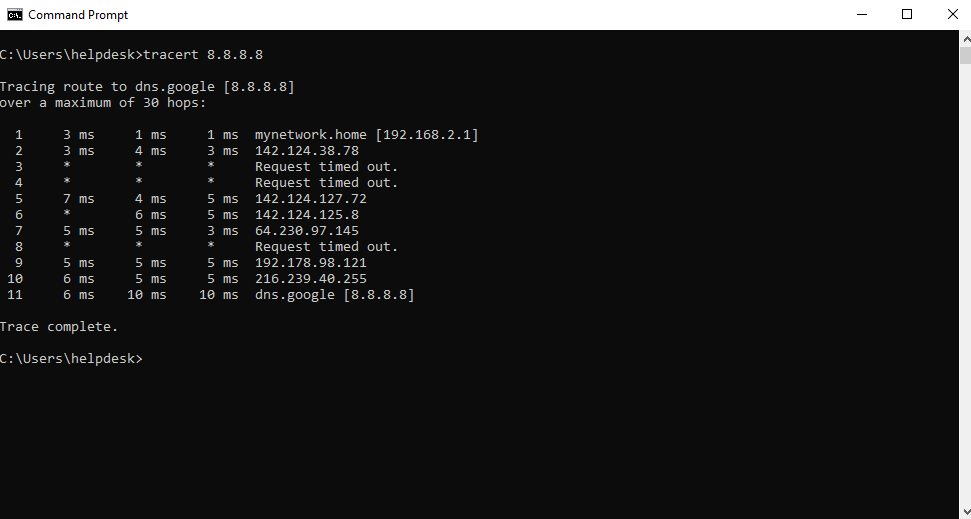 Command Prompt
C:\Users\helpdesk>tracert 8.8.8.8
Tracing route to dns.google [8.8.8.8]
over a maximum of 30 hops:
1 3 ms 1 ms 1 ms mynetwork.home [192.168.2.1]
2 3 ms 4 ms 3 ms 142.124.38.78
3 * * * Request timed out.
4 * * * Request timed out.
5 7 ms 4 ms 5 ms 142.124.127.72
6 * 6 ms 5 ms 142.124.125.8
7 5 ms 5 ms 3 ms 64.230.97.145
8 * * * Request timed out.
9 5 ms 5 ms 5 ms 192.178.98.121
10 6 ms 5 ms 5 ms 216.239.40.255
11 6 ms 10 ms 10 ms dns.google [8.8.8.8]
Trace complete.
C:\Users\helpdesk>